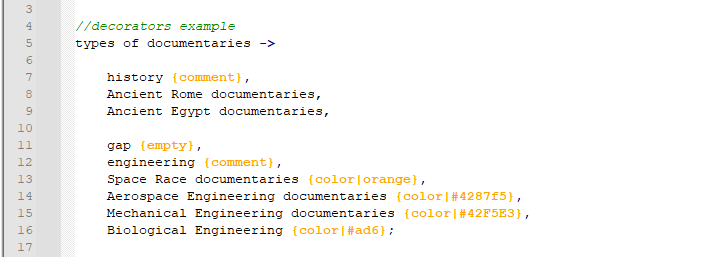 3
4 //decorators example
5 types of documentaries ->
6
7 history {comment},
8 Ancient Rome documentaries,
9 Ancient Egypt documentaries,
10
11 gap {empty},
12 engineering {comment},
13 Space Race documentaries {color|orange},
14 Aerospace Engineering documentaries {color|#4287f5},
15 Mechanical Engineering documentaries {color|#42F5E3},
16 Biological Engineering {color|#ad6};
17